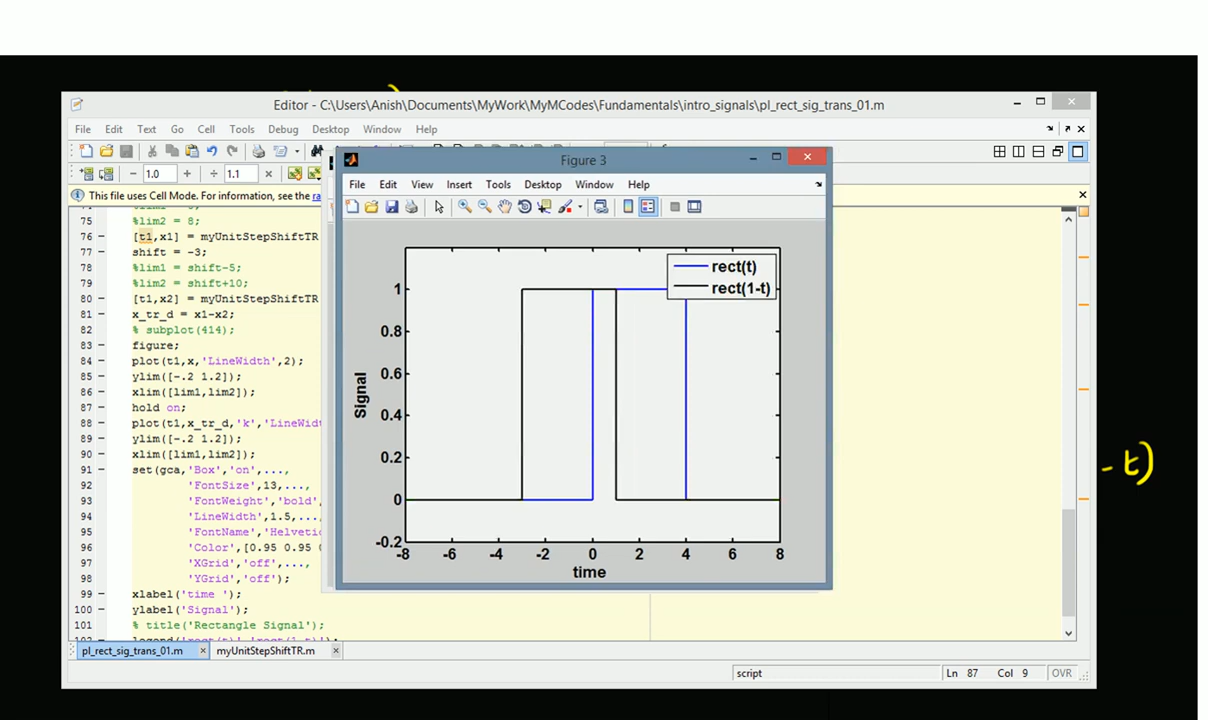 Editor - C:\Users\Anish\Documents\MyWork\MyMCodes\Fundamentals\intro_signals\pl_rect_sig_trans_01.m
File Edit Text Go Cell Tools Debug Desktop Window Help
1.0 1.1
This file uses Cell Mode. For information, see the
75 %lim2 = 8;
76 - [t1,x1] = myUnitStepShiftTR
77 - shift = -3;
78 %lim1 = shift-5;
79 %lim2 = shift+10;
80 - [t1,x2] = myUnitStepShiftTR
81 - x_tr_d = x1-x2;
82 % subplot(414);
83 - figure;
84 - plot(t1,x,'LineWidth',2);
85 - ylim([-.2 1.2]);
86 - xlim([lim1,lim2]);
87 - hold on;
88 - plot(t1,x_tr_d,'k','LineWidt
89 - ylim([-.2 1.2]);
90 - xlim([lim1,lim2]);
91 - set(gca,'Box','on',...,
92 'FontSize',13,...,
93 'FontWeight','bold',
94 'LineWidth',1.5,...,
95 'FontName','Helvetic
96 'Color',[0.95 0.95
97 'XGrid','off',...,
98 'YGrid','off');
99 - xlabel('time ');
100 - ylabel('Signal');
101 % title('Rectangle Signal');
pl_rect_sig_trans_01.m myUnitStepShiftTR.m
script Ln 87 Col 9 OVR
Figure 3
File Edit View Insert Tools Desktop Window Help
rect(t)
rect(1-t)
1
0.8
0.6
0.4
0.2
0
-0.2
-8 -6 -4 -2 0 2 4 6 8
Signal
time
- t)